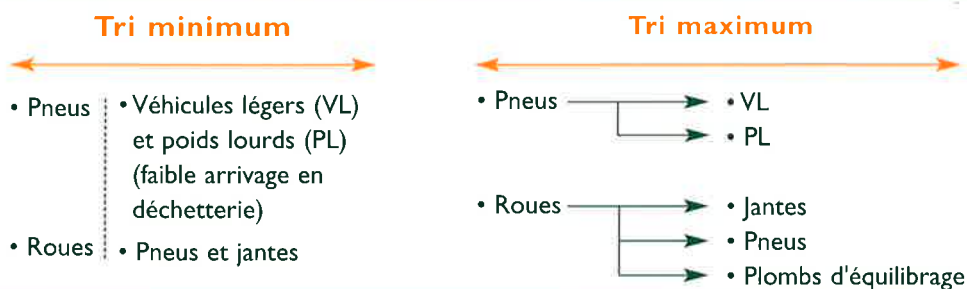 Tri minimum
• Pneus
• Véhicules légers (VL)
et poids lourds (PL)
(faible arrivage en
déchetterie)
• Roues
• Pneus et jantes
Tri maximum
• Pneus
• VL
• PL
• Roues
• Jantes
• Pneus
• Plombs d'équilibrage